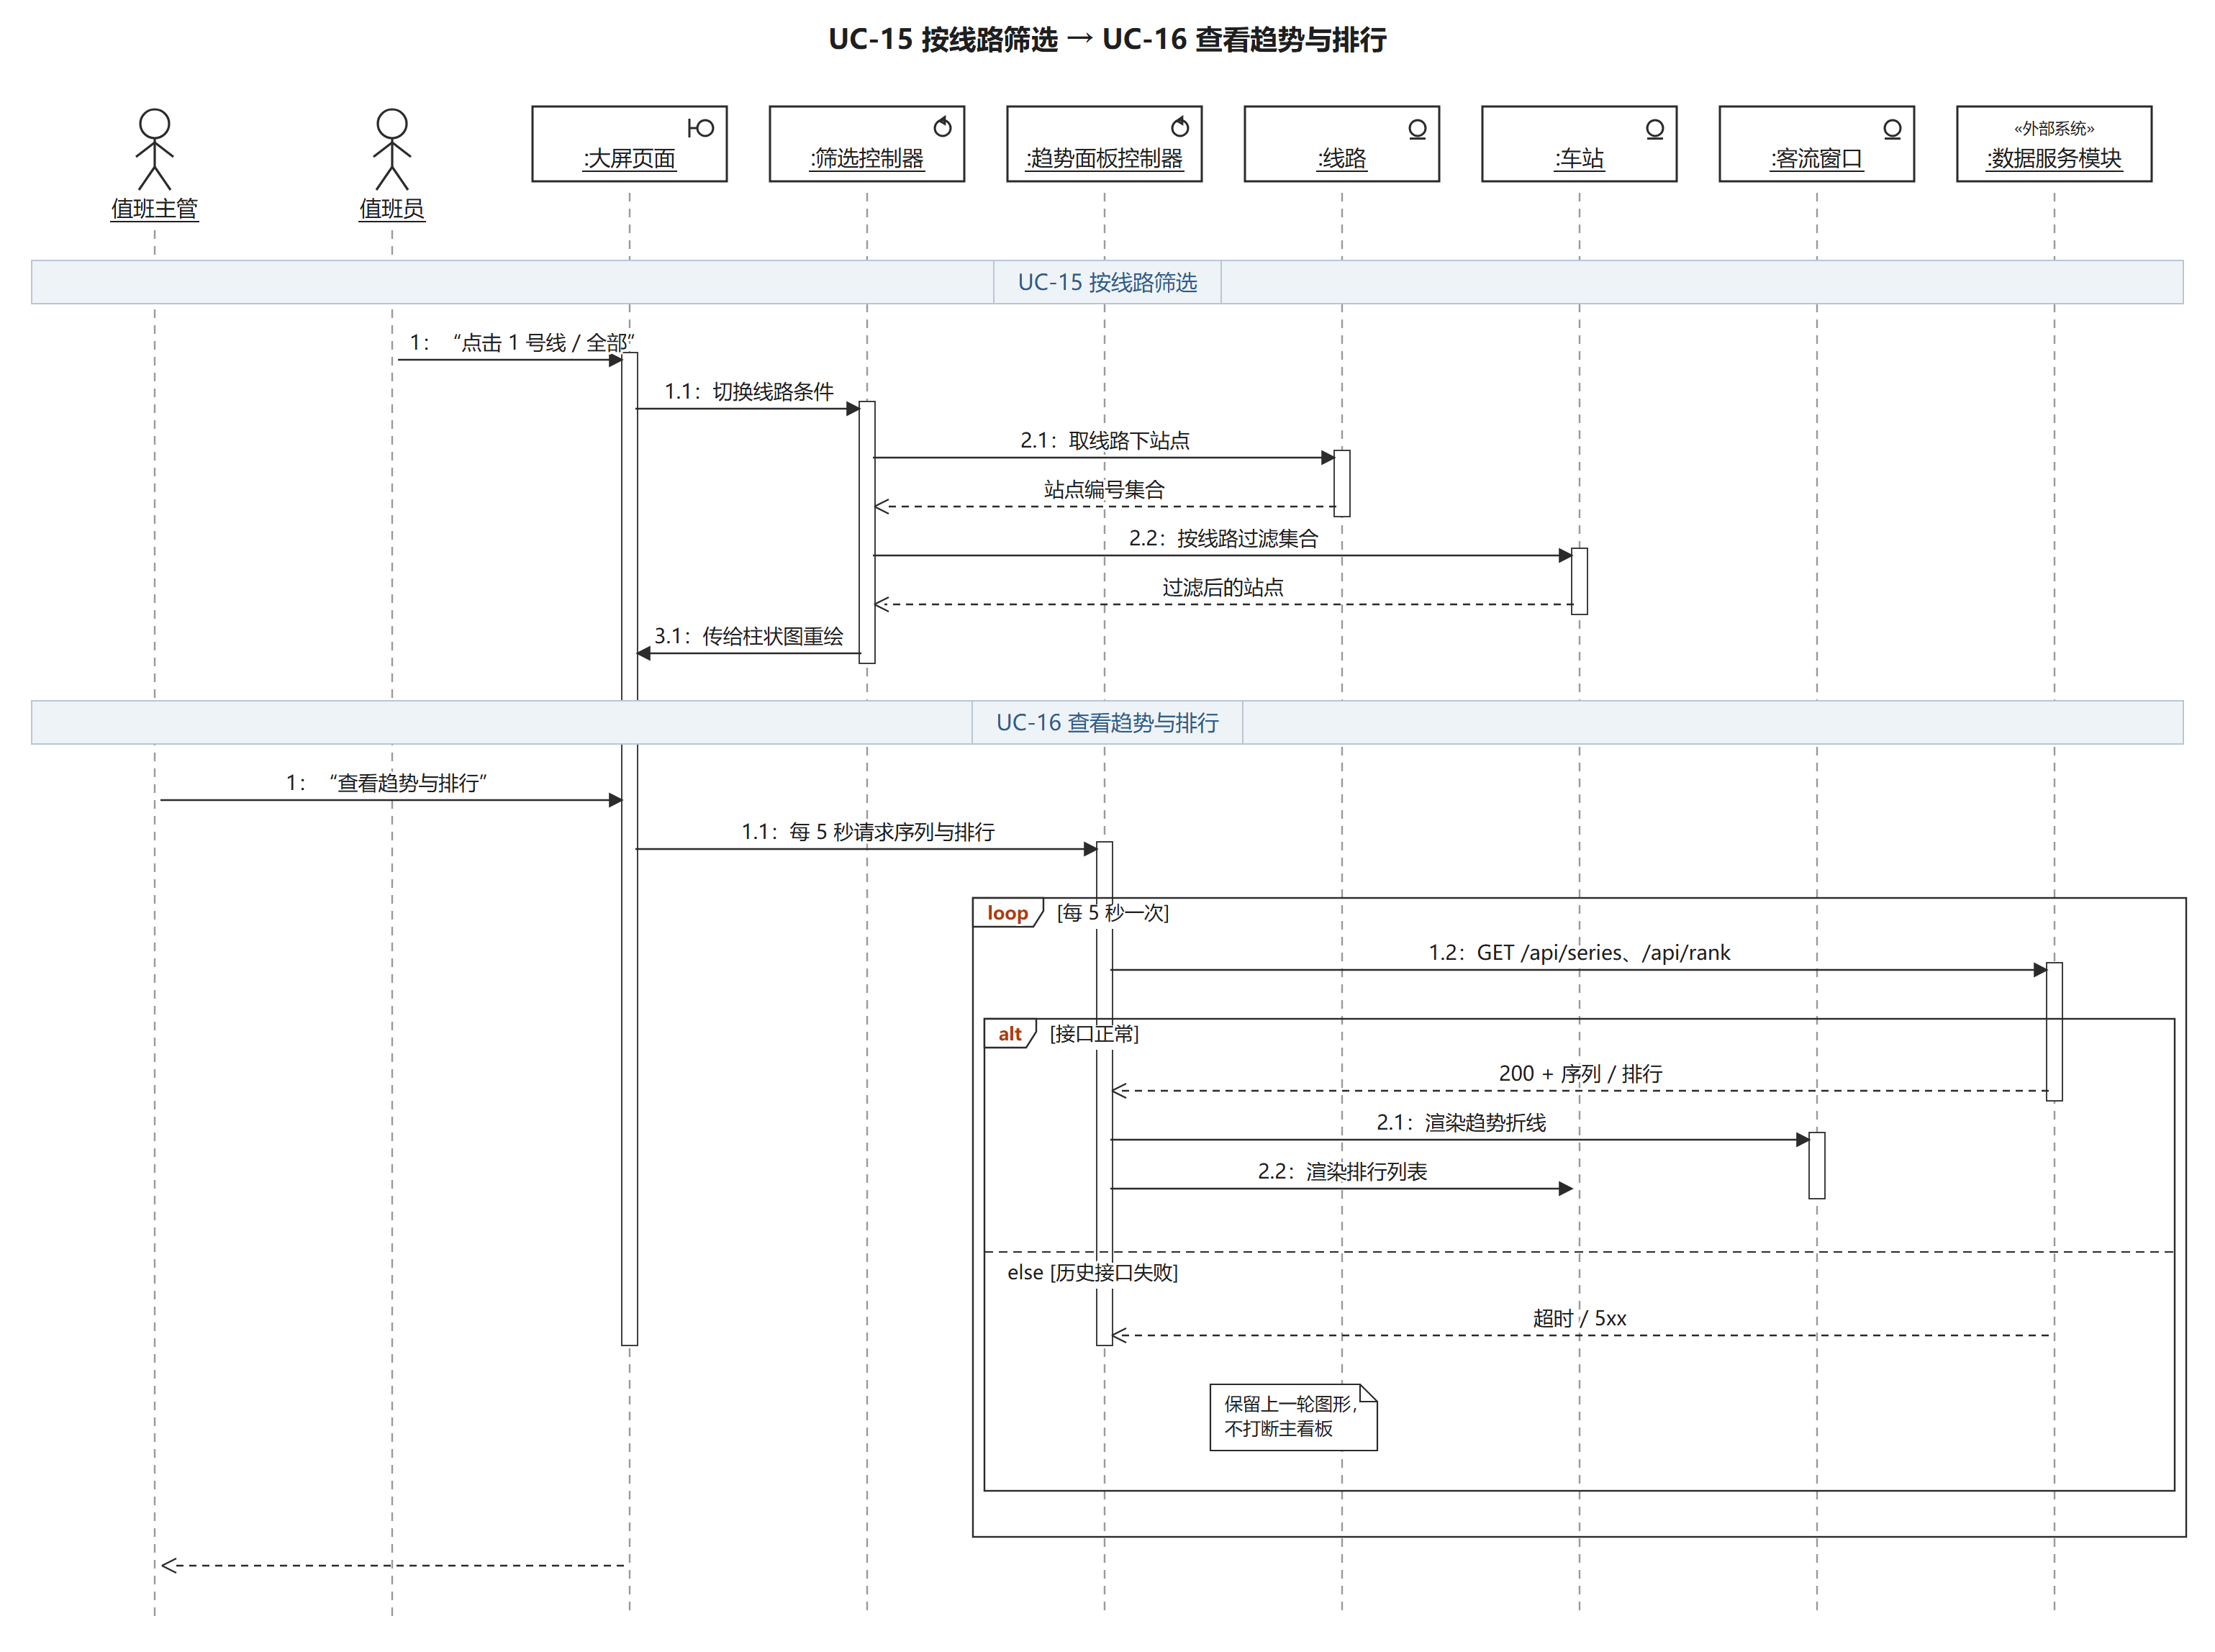 UC-15 按线路筛选 → UC-16 查看趋势与排行
值班主管
值班员
:大屏页面
:筛选控制器
:趋势面板控制器
:线路
:车站
:客流窗口
«外部系统»
:数据服务模块
UC-15 按线路筛选
1： “点击 1 号线 / 全部”
1.1：切换线路条件
2.1：取线路下站点
站点编号集合
2.2：按线路过滤集合
过滤后的站点
3.1：传给柱状图重绘
UC-16 查看趋势与排行
1： “查看趋势与排行”
1.1：每 5 秒请求序列与排行
loop [每 5 秒一次]
1.2：GET /api/series、/api/rank
alt [接口正常]
200 + 序列 / 排行
2.1：渲染趋势折线
2.2：渲染排行列表
else [历史接口失败]
超时 / 5xx
保留上一轮图形，
不打断主看板